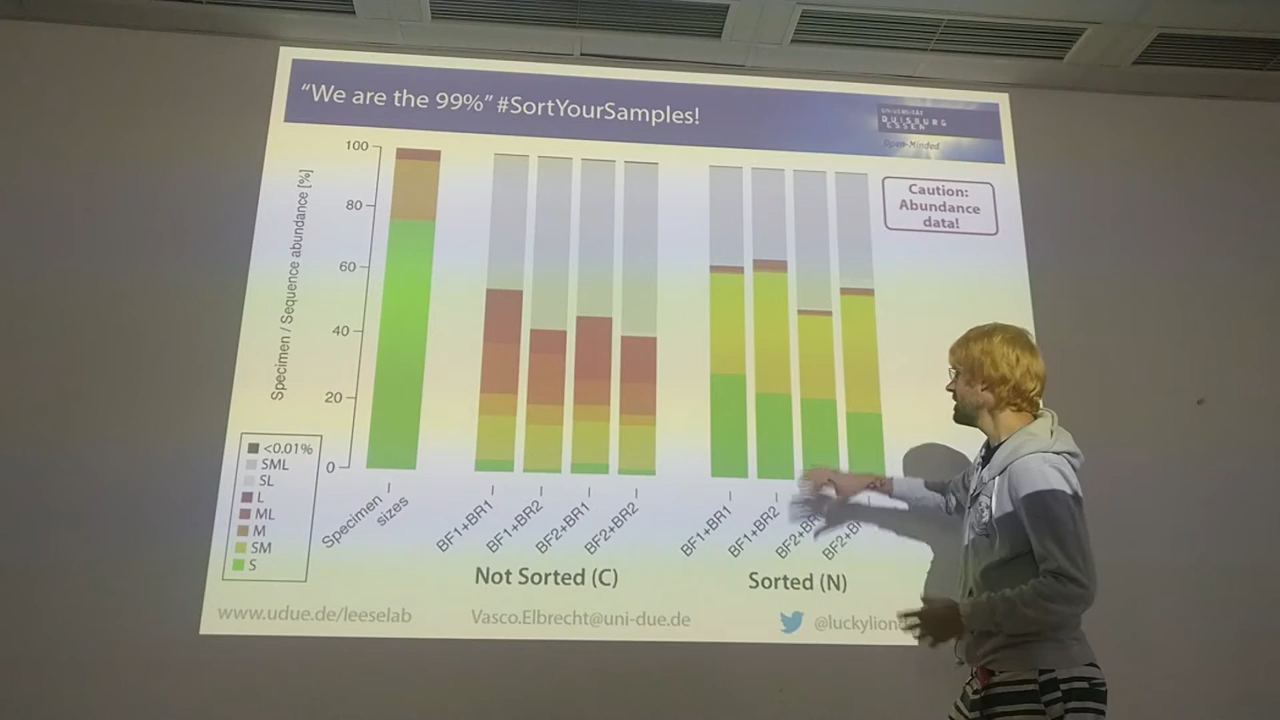 "We are the 99%" #SortYourSamples!
UNIVERSITÄT
DUISBURG
ESSEN
Open-Minded
Caution:
Abundance
data!
Specimen / Sequence abundance [%]
100
80
60
40
20
0
<0.01%
SML
SL
L
ML
M
SM
S
Specimen
sizes
BF1+BR1
BF1+BR2
BF2+BR1
BF2+BR2
BF1+BR1
BF1+BR2
Not Sorted (C)
Sorted (N)
www.udue.de/leeselab
Vasco.Elbrecht@uni-due.de